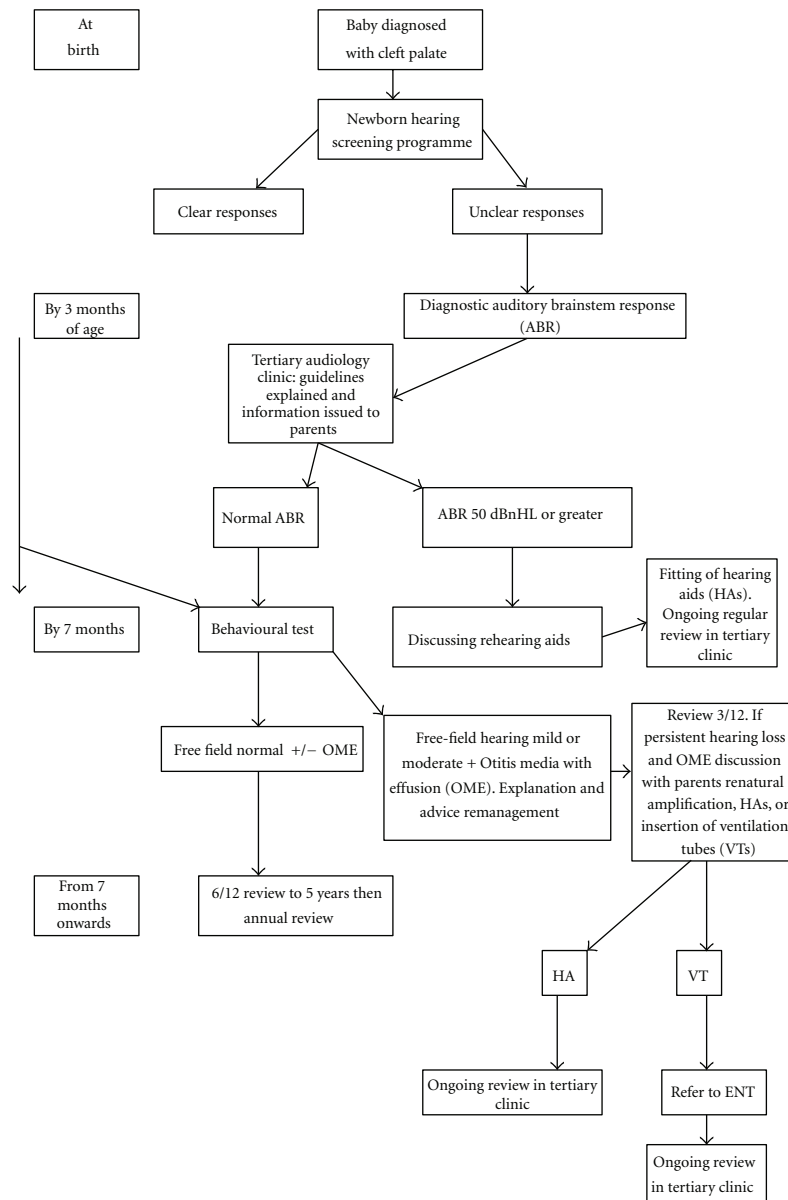 At
birth
Baby diagnosed
with cleft palate
Newborn hearing
screening programme
Clear responses
Unclear responses
By 3 months
of age
Diagnostic auditory brainstem response
(ABR)
Tertiary audiology
clinic: guidelines
explained and
information issued to
parents
Normal ABR
ABR 50 dBnHL or greater
By 7 months
Behavioural test
Discussing rehearing aids
Fitting of hearing
aids (HAs).
Ongoing regular
review in tertiary
clinic
Free field normal +/− OME
Free-field hearing mild or
moderate + Otitis media with
effusion (OME). Explanation and
advice remanagement
Review 3/12. If
persistent hearing loss
and OME discussion
with parents renatural
amplification, HAs, or
insertion of ventilation
tubes (VTs)
From 7
months
onwards
6/12 review to 5 years then
annual review
HA
VT
Ongoing review in tertiary
clinic
Refer to ENT
Ongoing review
in tertiary clinic